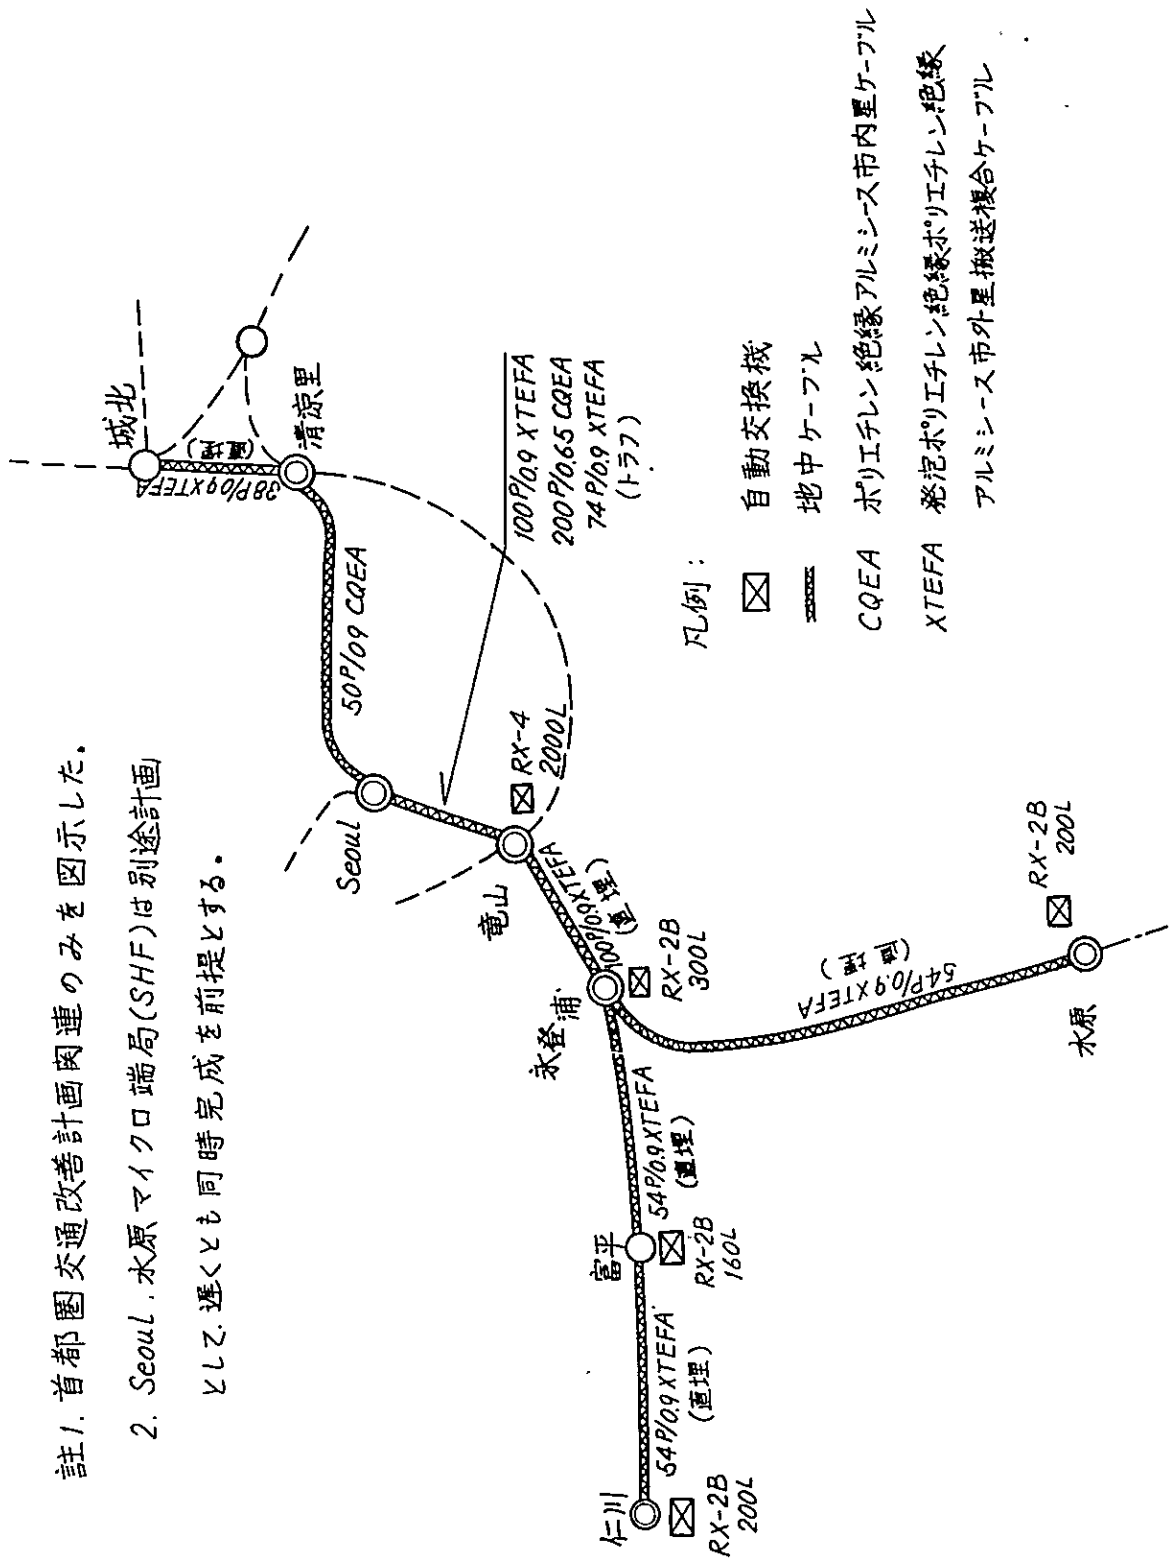 註1. 首都圏交通改善計画関連のみを図示した。
2. Seoul, 水原マイクロ端局(SHF)は別途計画
として, 遅くとも同時完成を前提とする。
城北
38P/0.9 XTEFA
(直埋)
清凉里
50P/09 CQEA
Seoul
100P/0.9 XTEFA
200P/0.65 CQEA
74P/0.9 XTEFA
(トラフ)
RX-4
2000L
竜山
100P/0.9XTEFA
(直埋)
永登浦
RX-2B
300L
54P/0.9XTEFA
(直埋)
水原
RX-2B
200L
54P/0.9XTEFA
(直埋)
富平
RX-2B
160L
54P/0.9XTEFA
(直埋)
仁川
RX-2B
200L
凡例:
自動交換機
地中ケーブル
CQEA ポリエチレン絶縁アルミシース市内星ケーブル
XTEFA 発泡ポリエチレン絶縁ポリエチレン絶縁
アルミシース市外星搬送複合ケーブル